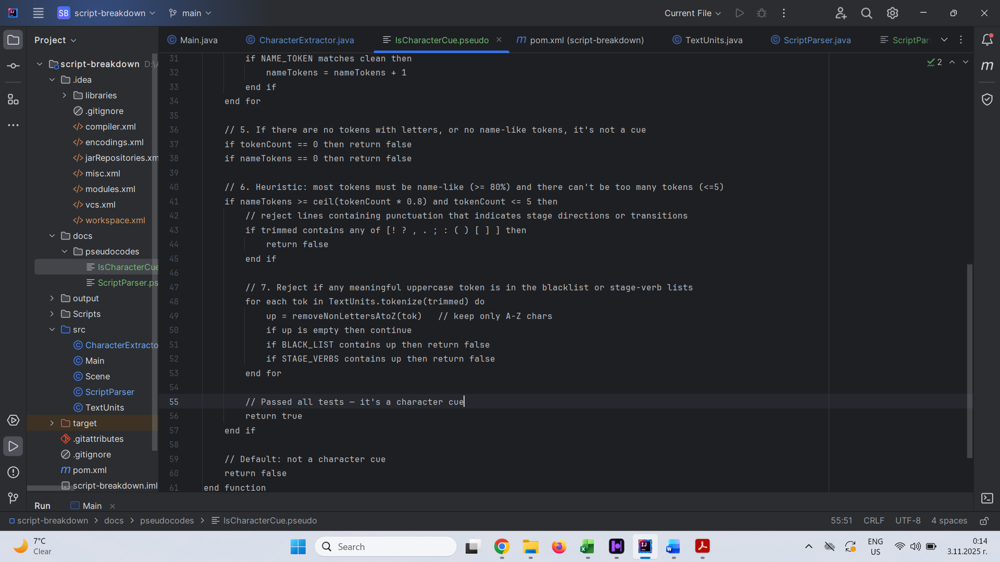 SB script-breakdown
main
Current File
Project
Main.java
CharacterExtractor.java
IsCharacterCue.pseudo
m pom.xml (script-breakdown)
TextUnits.java
ScriptParser.java
ScriptPar
script-breakdown D:\
.idea
libraries
.gitignore
compiler.xml
encodings.xml
jarRepositories.xm
misc.xml
modules.xml
vcs.xml
workspace.xml
docs
pseudocodes
IsCharacterCue
ScriptParser.ps
output
Scripts
src
CharacterExtracto
Main
Scene
ScriptParser
TextUnits
target
.gitattributes
.gitignore
m pom.xml
script-breakdown.iml
2
31 if NAME_TOKEN matches clean then
32 nameTokens = nameTokens + 1
33 end if
34 end for
35
36 // 5. If there are no tokens with letters, or no name-like tokens, it's not a cue
37 if tokenCount == 0 then return false
38 if nameTokens == 0 then return false
39
40 // 6. Heuristic: most tokens must be name-like (>= 80%) and there can't be too many tokens (<=5)
41 if nameTokens >= ceil(tokenCount * 0.8) and tokenCount <= 5 then
42 // reject lines containing punctuation that indicates stage directions or transitions
43 if trimmed contains any of [! ? , . ; : ( ) [ ] ] then
44 return false
45 end if
46
47 // 7. Reject if any meaningful uppercase token is in the blacklist or stage-verb lists
48 for each tok in TextUnits.tokenize(trimmed) do
49 up = removeNonLettersAtoZ(tok) // keep only A-Z chars
50 if up is empty then continue
51 if BLACK_LIST contains up then return false
52 if STAGE_VERBS contains up then return false
53 end for
54
55 // Passed all tests — it's a character cue
56 return true
57 end if
58
59 // Default: not a character cue
60 return false
61 end function
m
Run
Main
script-breakdown > docs > pseudocodes > IsCharacterCue.pseudo
55:51 CRLF UTF-8 4 spaces
7°C
Clear
Search
ENG
US
0:14
3.11.2025 г.